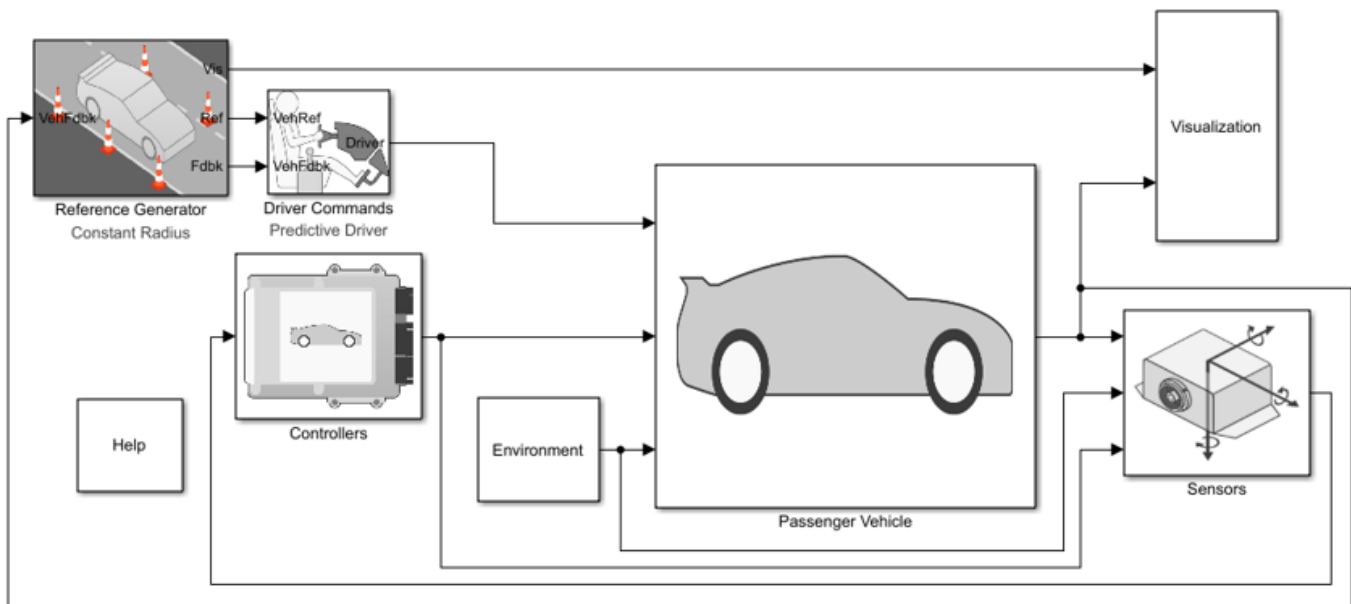 Vis
VehFdbk
Ref
Fdbk
Reference Generator
Constant Radius
VehRef
Driver
VehFdbk
Driver Commands
Predictive Driver
Visualization
Controllers
Help
Environment
Passenger Vehicle
Sensors